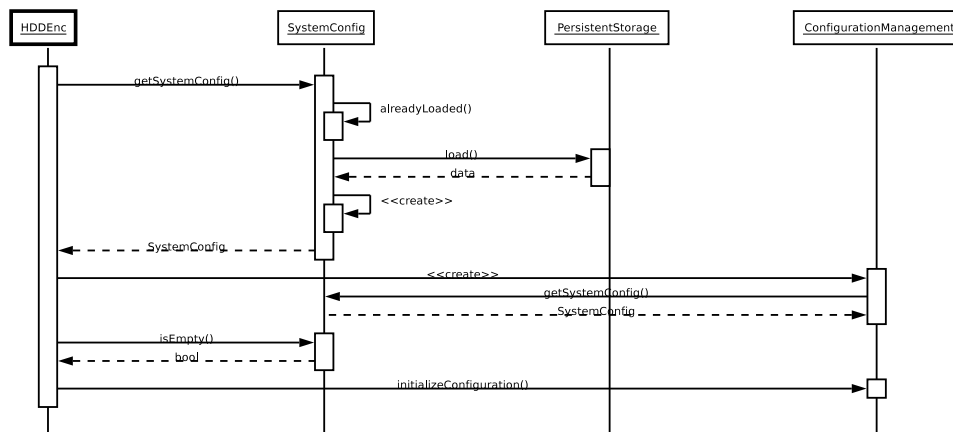 HDDEnc
SystemConfig
PersistentStorage
ConfigurationManagement
getSystemConfig()
alreadyLoaded()
load()
data
<<create>>
SystemConfig
<<create>>
getSystemConfig()
SystemConfig
isEmpty()
bool
initializeConfiguration()